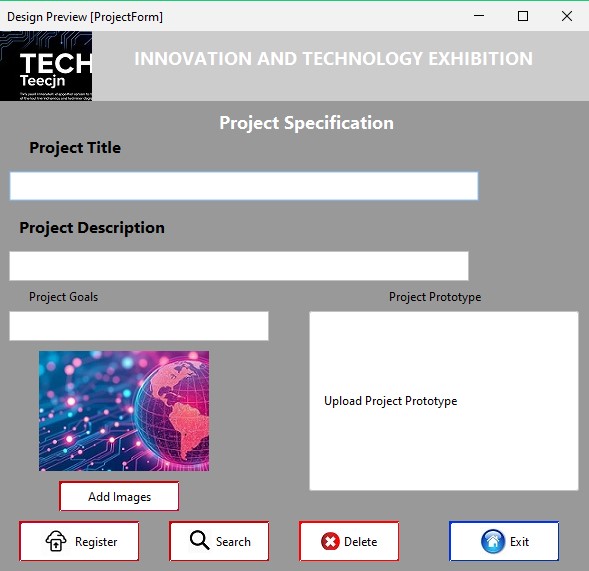 Design Preview [ProjectForm]
TECH
Teecjn
INNOVATION AND TECHNOLOGY EXHIBITION
Project Specification
Project Title
Project Description
Project Goals
Project Prototype
Upload Project Prototype
Add Images
Register
Search
Delete
Exit